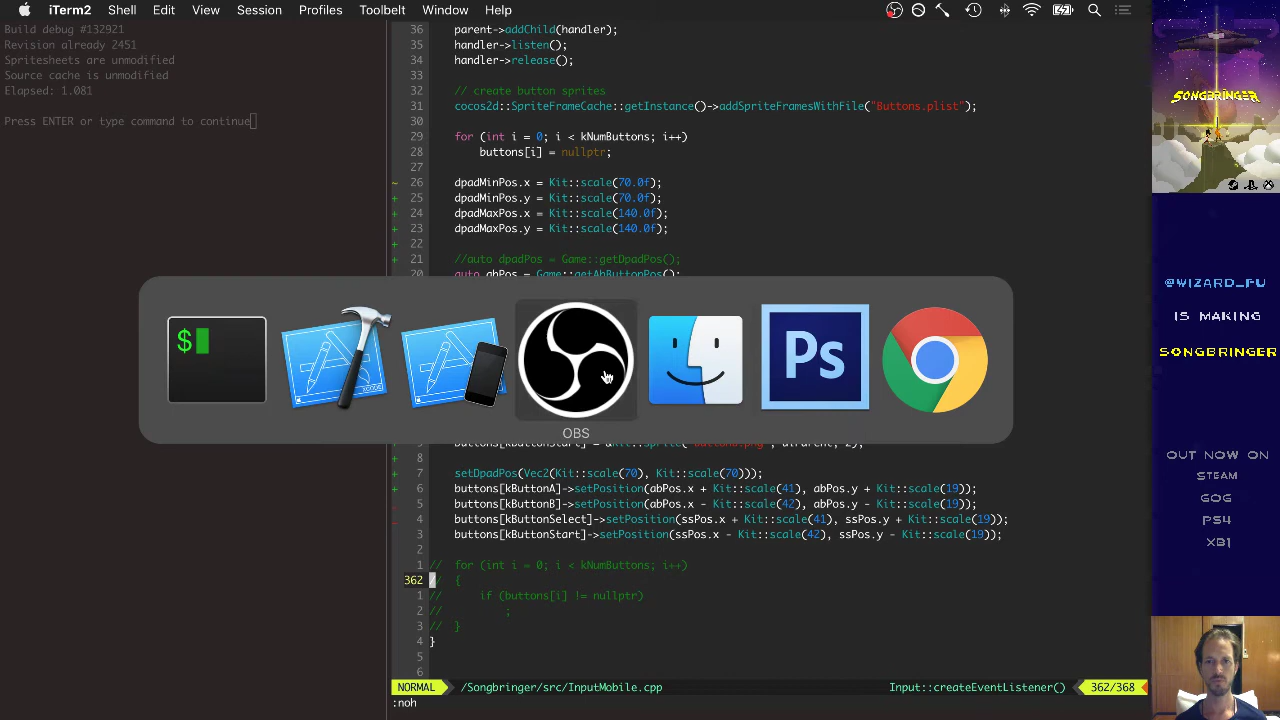 iTerm2 Shell Edit View Session Profiles Toolbelt Window Help
Build debug #132921
Revision already 2451
Spritesheets are unmodified
Source cache is unmodified
Elapsed: 1.081
Press ENTER or type command to continue
36 parent->addChild(handler);
35 handler->listen();
34 handler->release();
33
32 // create button sprites
31 cocos2d::SpriteFrameCache::getInstance()->addSpriteFramesWithFile("Buttons.plist");
30
29 for (int i = 0; i < kNumButtons; i++)
28 buttons[i] = nullptr;
27
~ 26 dpadMinPos.x = Kit::scale(70.0f);
+ 25 dpadMinPos.y = Kit::scale(70.0f);
+ 24 dpadMaxPos.x = Kit::scale(140.0f);
+ 23 dpadMaxPos.y = Kit::scale(140.0f);
+ 22
+ 21 //auto dpadPos = Game::getDpadPos();
20 auto abPos = Game::getAbButtonPos();
$
Ps
OBS
+ 8
+ 7 setDpadPos(Vec2(Kit::scale(70), Kit::scale(70)));
+ 6 buttons[kButtonA]->setPosition(abPos.x + Kit::scale(41), abPos.y + Kit::scale(19));
5 buttons[kButtonB]->setPosition(abPos.x - Kit::scale(42), abPos.y - Kit::scale(19));
4 buttons[kButtonSelect]->setPosition(ssPos.x + Kit::scale(41), ssPos.y + Kit::scale(19));
3 buttons[kButtonStart]->setPosition(ssPos.x - Kit::scale(42), ssPos.y - Kit::scale(19));
2
1 // for (int i = 0; i < kNumButtons; i++)
362 // {
1 // if (buttons[i] != nullptr)
2 // ;
3 // }
4 }
5
6
NORMAL /Songbringer/src/InputMobile.cpp Input::createEventListener() 362/368
:noh
SONGBRINGER
@WIZARD_FU
IS MAKING
SONGBRINGER
OUT NOW ON
STEAM
GOG
PS4
XB1